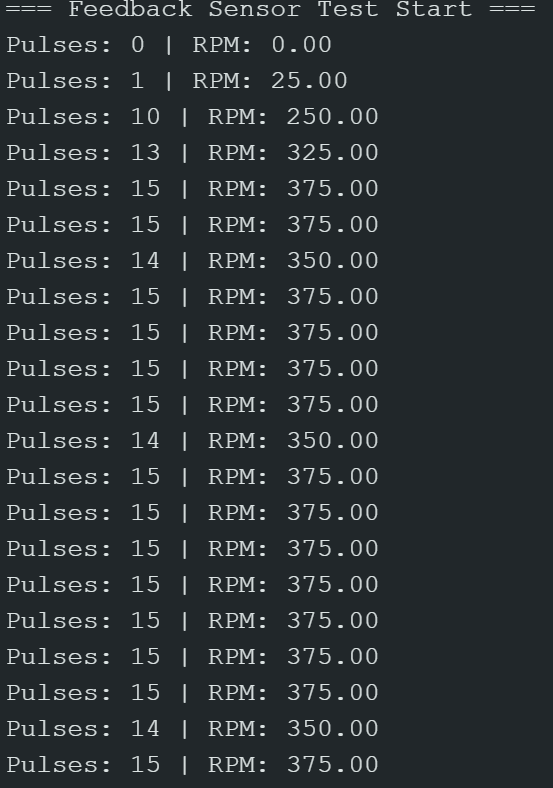 === Feedback Sensor Test Start ===
Pulses: 0 | RPM: 0.00
Pulses: 1 | RPM: 25.00
Pulses: 10 | RPM: 250.00
Pulses: 13 | RPM: 325.00
Pulses: 15 | RPM: 375.00
Pulses: 15 | RPM: 375.00
Pulses: 14 | RPM: 350.00
Pulses: 15 | RPM: 375.00
Pulses: 15 | RPM: 375.00
Pulses: 15 | RPM: 375.00
Pulses: 15 | RPM: 375.00
Pulses: 14 | RPM: 350.00
Pulses: 15 | RPM: 375.00
Pulses: 15 | RPM: 375.00
Pulses: 15 | RPM: 375.00
Pulses: 15 | RPM: 375.00
Pulses: 15 | RPM: 375.00
Pulses: 15 | RPM: 375.00
Pulses: 15 | RPM: 375.00
Pulses: 14 | RPM: 350.00
Pulses: 15 | RPM: 375.00